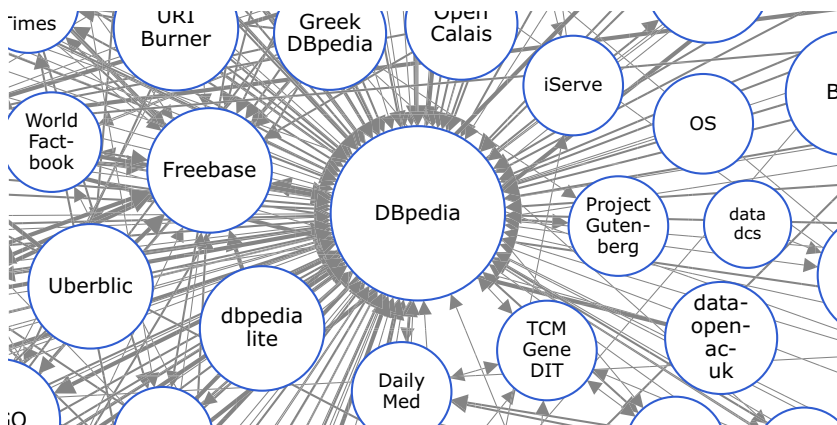 Times
URI
Burner
Greek
DBpedia
Open
Calais
iServe
B
OS
World
Fact-
book
Freebase
DBpedia
Project
Guten-
berg
data
dcs
Uberblic
dbpedia
lite
TCM
Gene
DIT
data-
open-
ac-
uk
Daily
Med
GO